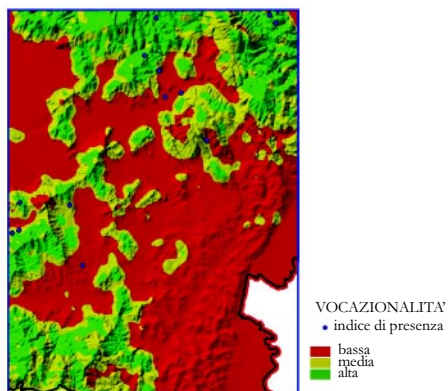 VOCAZIONALITA'
indice di presenza
bassa
media
alta